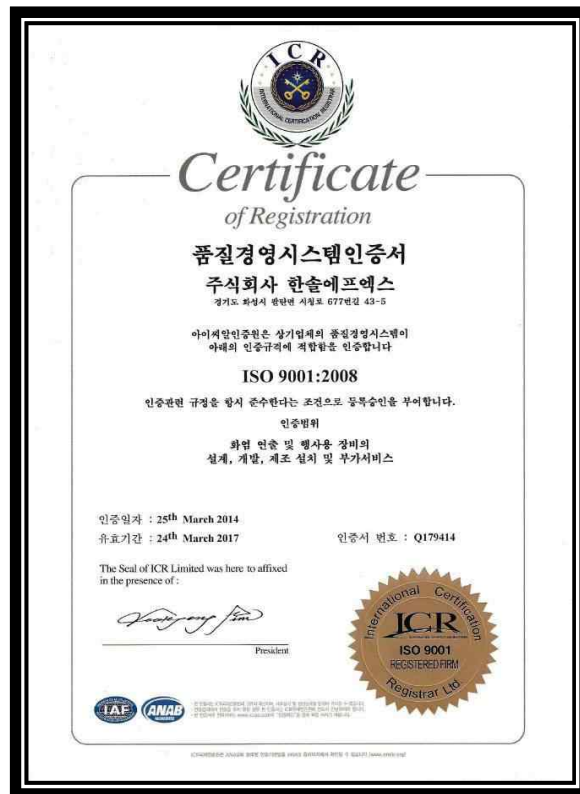 ICR
INTERNATIONAL CERTIFICATION REGISTRAR
Certificate
of Registration
품질경영시스템인증서
주식회사 한솔에프엑스
경기도 화성시 팔탄면 시청로 677번길 43-5
아이씨알인증원은 상기업체의 품질경영시스템이
아래의 인증규격에 적합함을 인증합니다
ISO 9001:2008
인증관련 규정을 항시 준수한다는 조건으로 등록승인을 부여합니다.
인증범위
화염 연출 및 행사용 장비의
설계, 개발, 제조 설치 및 부가서비스
인증일자 : 25th March 2014
유효기간 : 24th March 2017
인증서 번호 : Q179414
The Seal of ICR Limited was here to affixed
in the presence of :
President
International Certification
ICR
ISO 9001
REGISTERED FIRM
Registrar Ltd
IAF
ANAB